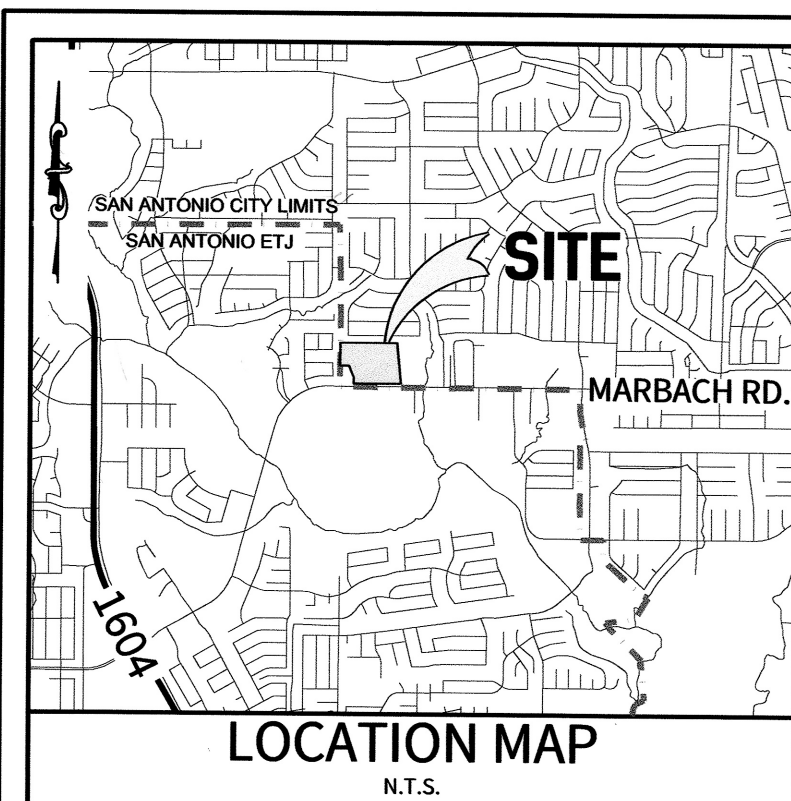 SAN ANTONIO CITY LIMITS
SAN ANTONIO ETJ
SITE
MARBACH RD.
1604
LOCATION MAP
N.T.S.